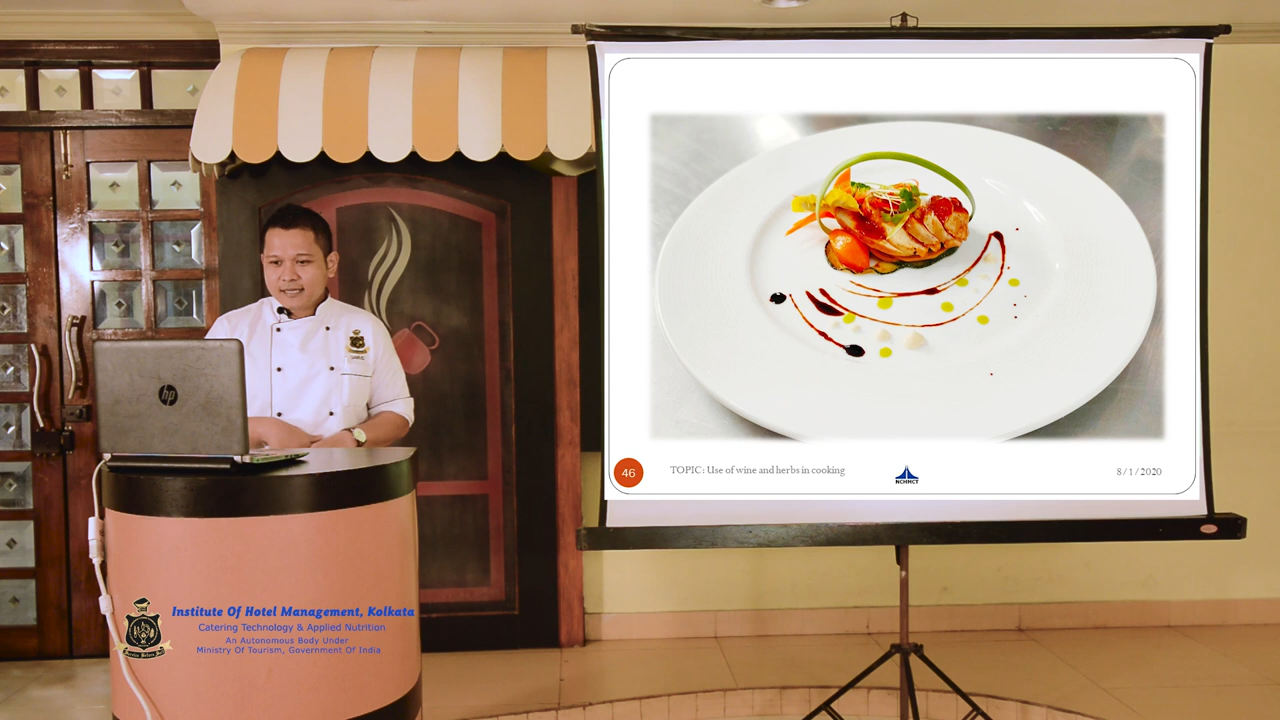 hp
46
TOPIC: Use of wine and herbs in cooking
NCHMCT
8/1/2020
Institute Of Hotel Management, Kolkata
Catering Technology & Applied Nutrition
An Autonomous Body Under
Ministry Of Tourism, Government Of India